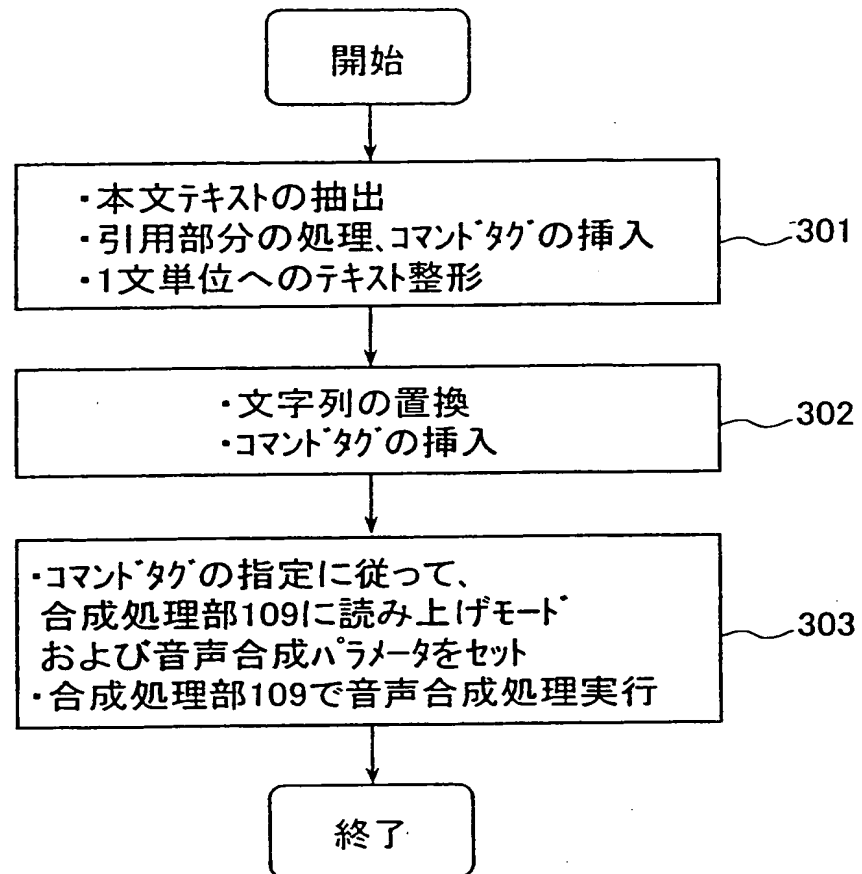 開始
・本文テキストの抽出
・引用部分の処理、コマンドタグの挿入
・1文単位へのテキスト整形
301
・文字列の置換
・コマンドタグの挿入
302
・コマンドタグの指定に従って、
合成処理部109に読み上げモード
および音声合成パラメータをセット
・合成処理部109で音声合成処理実行
303
終了